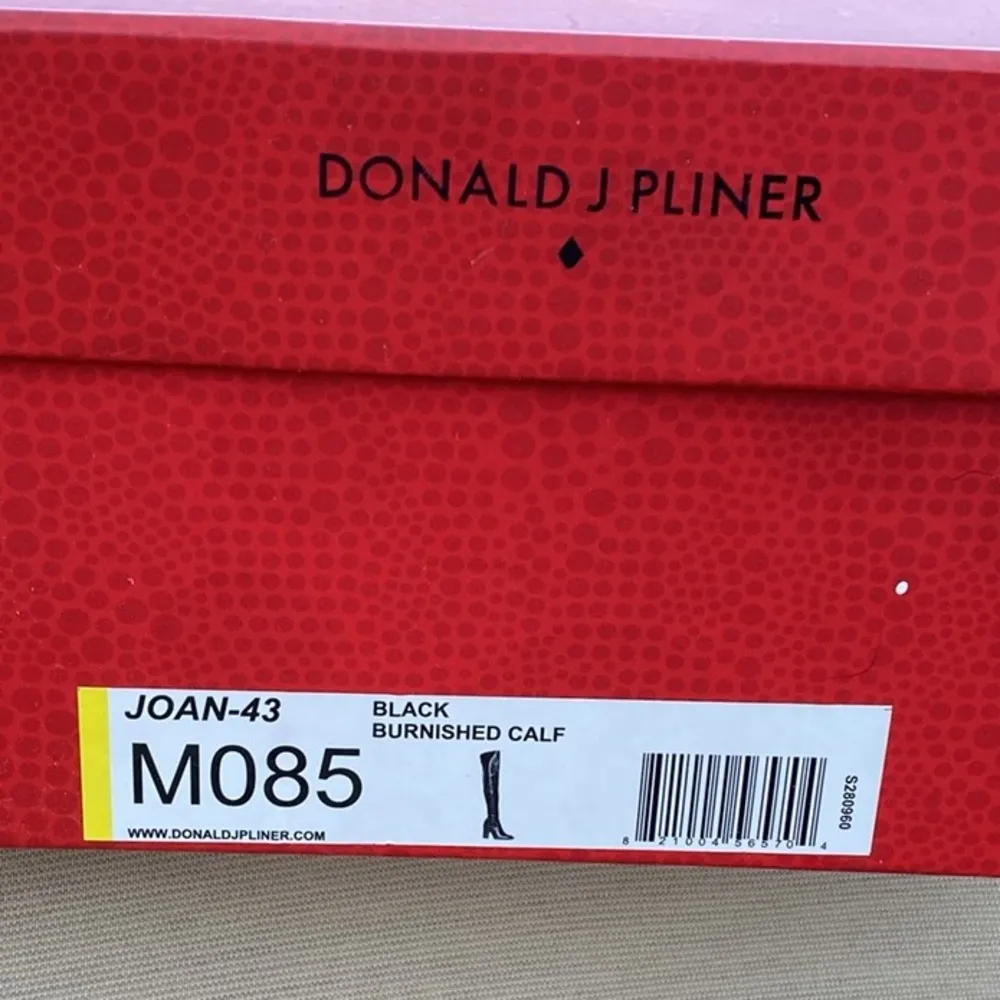 DONALD J PLINER
JOAN-43
BLACK
BURNISHED CALF
M085
WWW.DONALDJPLINER.COM
8 21004 56570 4
S280960